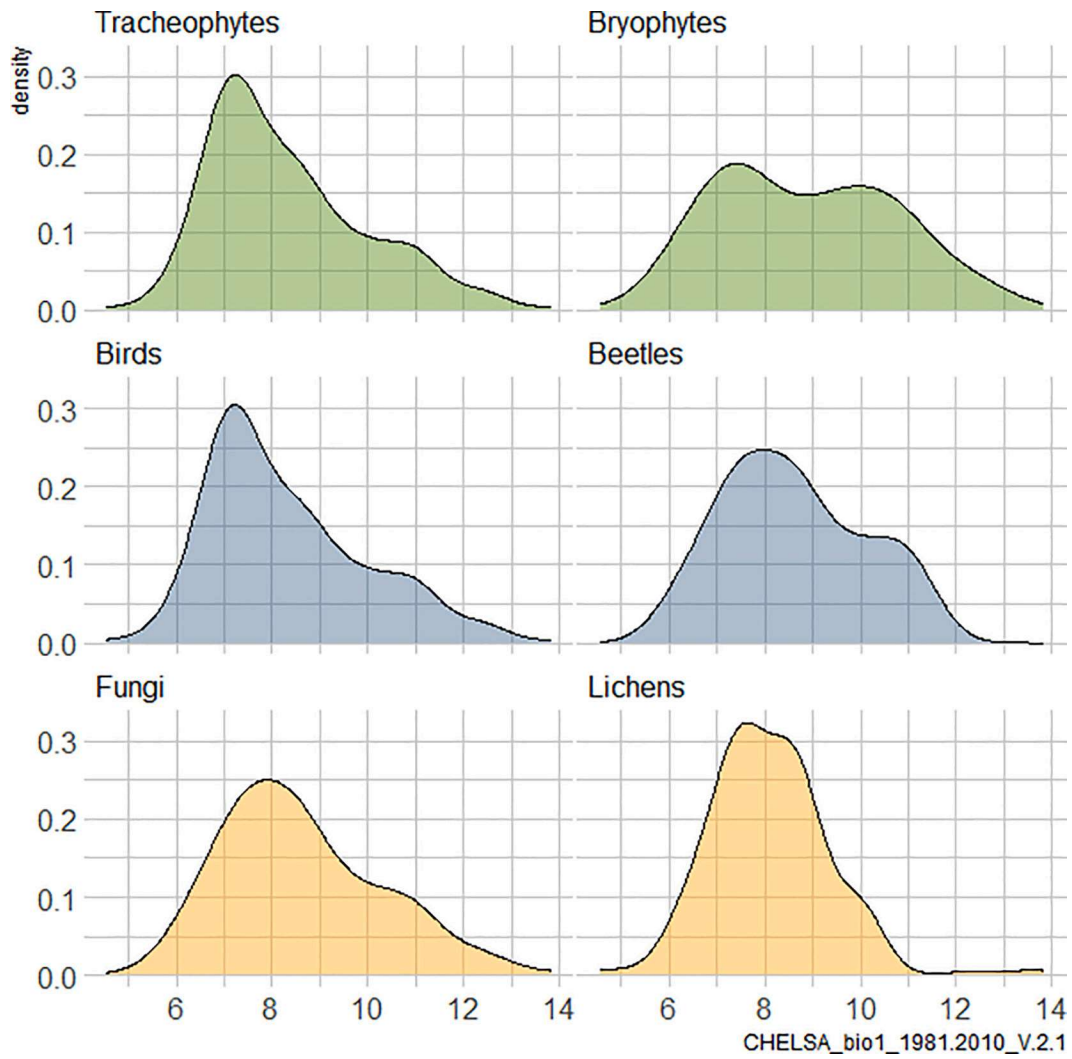 Tracheophytes
Bryophytes
density
0.3
0.2
0.1
0.0
Birds
Beetles
0.3
0.2
0.1
0.0
Fungi
Lichens
0.3
0.2
0.1
0.0
6 8 10 12 14
6 8 10 12 14
CHELSA_bio1_1981.2010_V.2.1